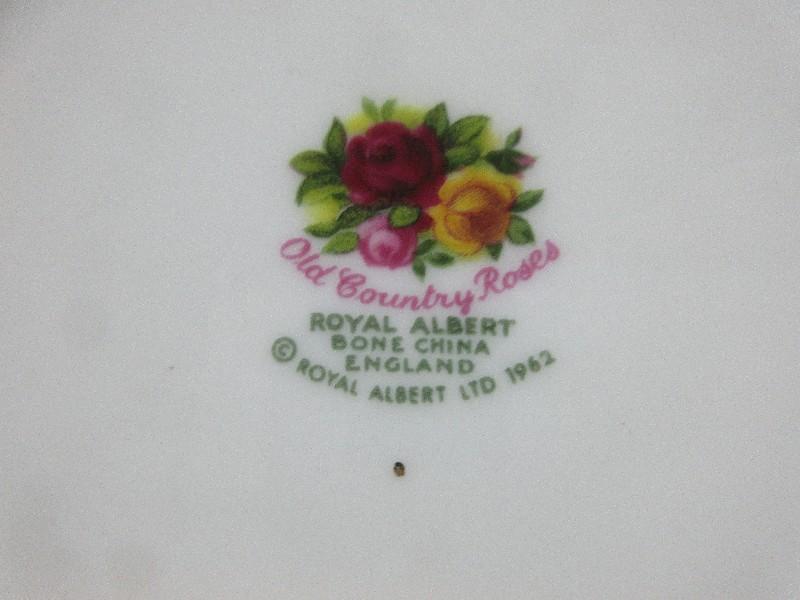 Old Country Roses
ROYAL ALBERT
BONE CHINA
ENGLAND
© ROYAL ALBERT LTD 1962